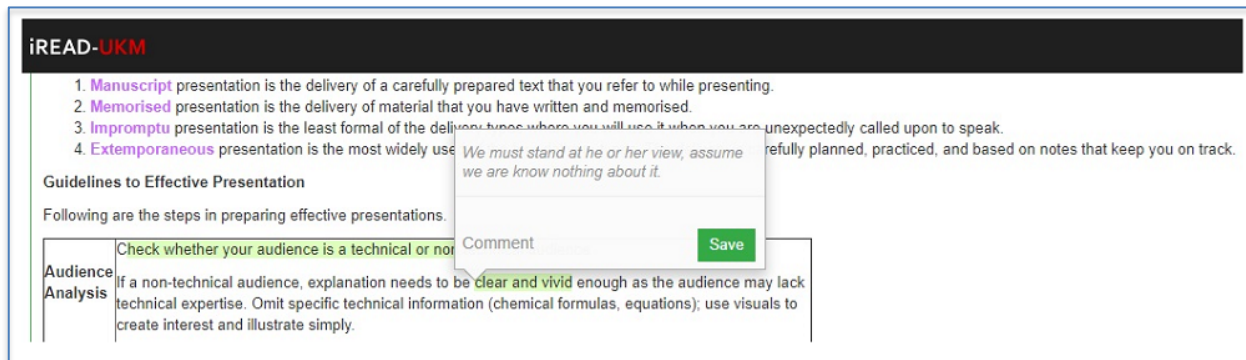 iREAD-UKM
1. Manuscript presentation is the delivery of a carefully prepared text that you refer to while presenting.
2. Memorised presentation is the delivery of material that you have written and memorised.
3. Impromptu presentation is the least formal of the delivery types where you will use it when you are unexpectedly called upon to speak.
4. Extemporaneous presentation is the most widely use refully planned, practiced, and based on notes that keep you on track.
We must stand at he or her view, assume
we are know nothing about it.
Comment
Save
Guidelines to Effective Presentation
Following are the steps in preparing effective presentations.
Audience
Analysis
Check whether your audience is a technical or nor
If a non-technical audience, explanation needs to be clear and vivid enough as the audience may lack
technical expertise. Omit specific technical information (chemical formulas, equations); use visuals to
create interest and illustrate simply.